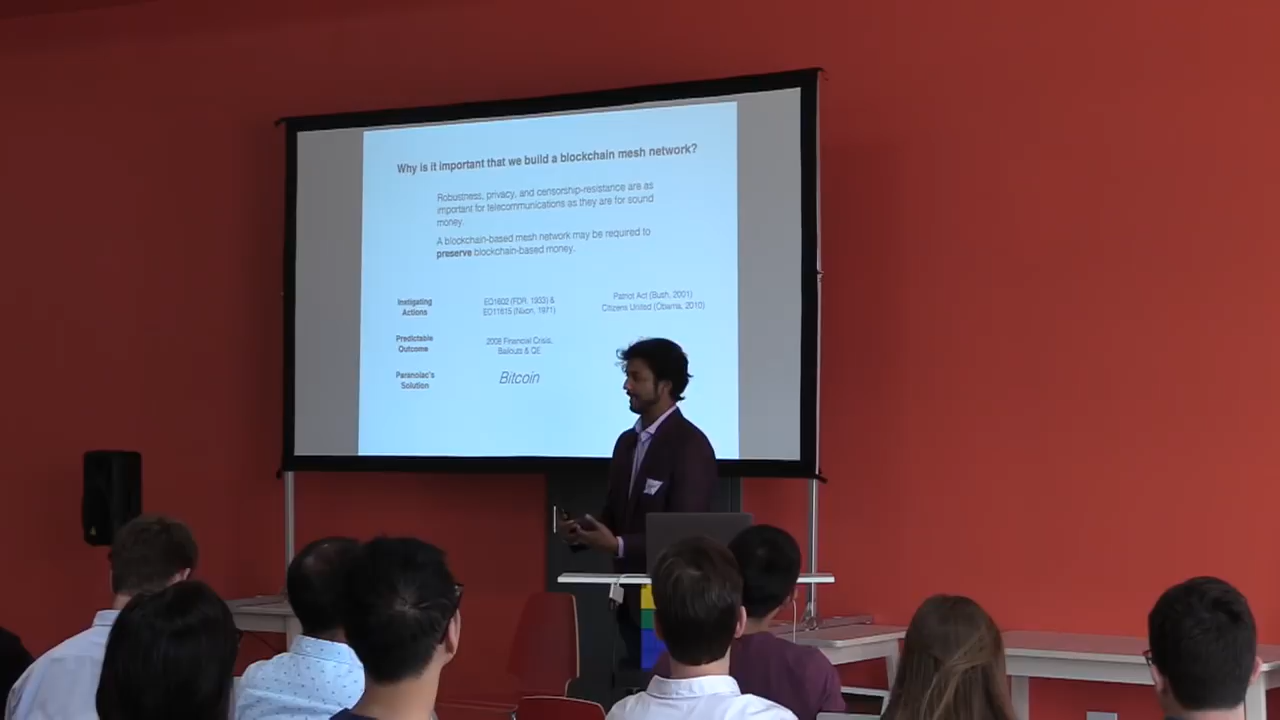 Why is it important that we build a blockchain mesh network?
Robustness, privacy, and censorship-resistance are as
important for telecommunications as they are for sound
money.
A blockchain-based mesh network may be required to
preserve blockchain-based money.
Instigating
Actions
EO1602 (FDR, 1933) &
EO11615 (Nixon, 1971)
Patriot Act (Bush, 2001)
Citizens United (Obama, 2010)
Predictable
Outcome
2008 Financial Crisis,
Bailouts & QE
Paranoiac's
Solution
Bitcoin